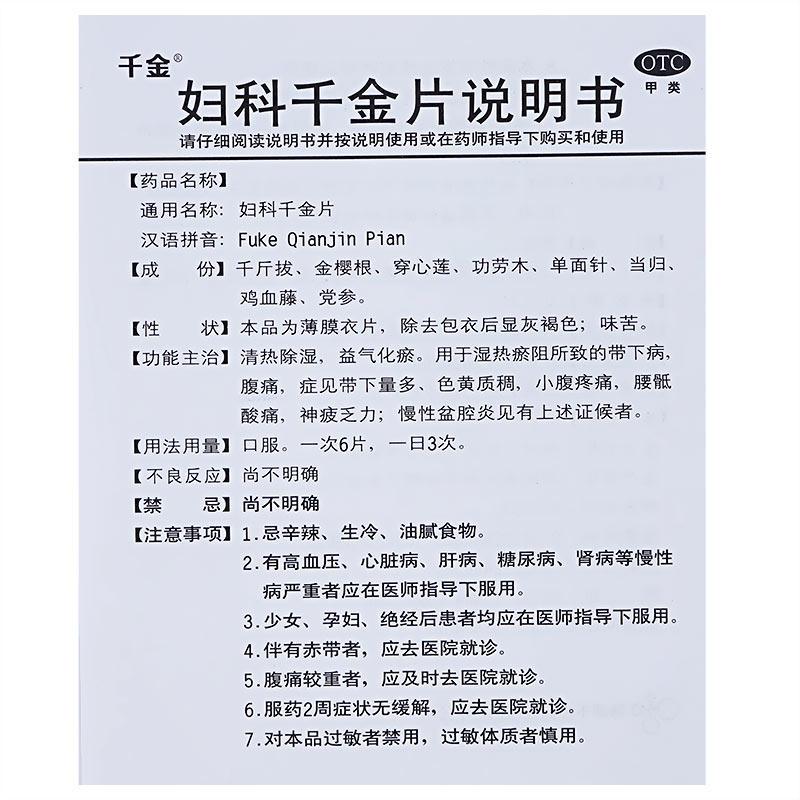 千金®
OTC
甲类
妇科千金片说明书
请仔细阅读说明书并按说明使用或在药师指导下购买和使用
【药品名称】
通用名称：妇科千金片
汉语拼音：Fuke Qianjin Pian
【成 份】千斤拔、金樱根、穿心莲、功劳木、单面针、当归、
鸡血藤、党参。
【性 状】本品为薄膜衣片，除去包衣后显灰褐色；味苦。
【功能主治】清热除湿，益气化瘀。用于湿热瘀阻所致的带下病，
腹痛，症见带下量多、色黄质稠，小腹疼痛，腰骶
酸痛，神疲乏力；慢性盆腔炎见有上述证候者。
【用法用量】口服。一次6片，一日3次。
【不良反应】尚不明确
【禁 忌】尚不明确
【注意事项】1.忌辛辣、生冷、油腻食物。
2.有高血压、心脏病、肝病、糖尿病、肾病等慢性
病严重者应在医师指导下服用。
3.少女、孕妇、绝经后患者均应在医师指导下服用。
4.伴有赤带者，应去医院就诊。
5.腹痛较重者，应及时去医院就诊。
6.服药2周症状无缓解，应去医院就诊。
7.对本品过敏者禁用，过敏体质者慎用。